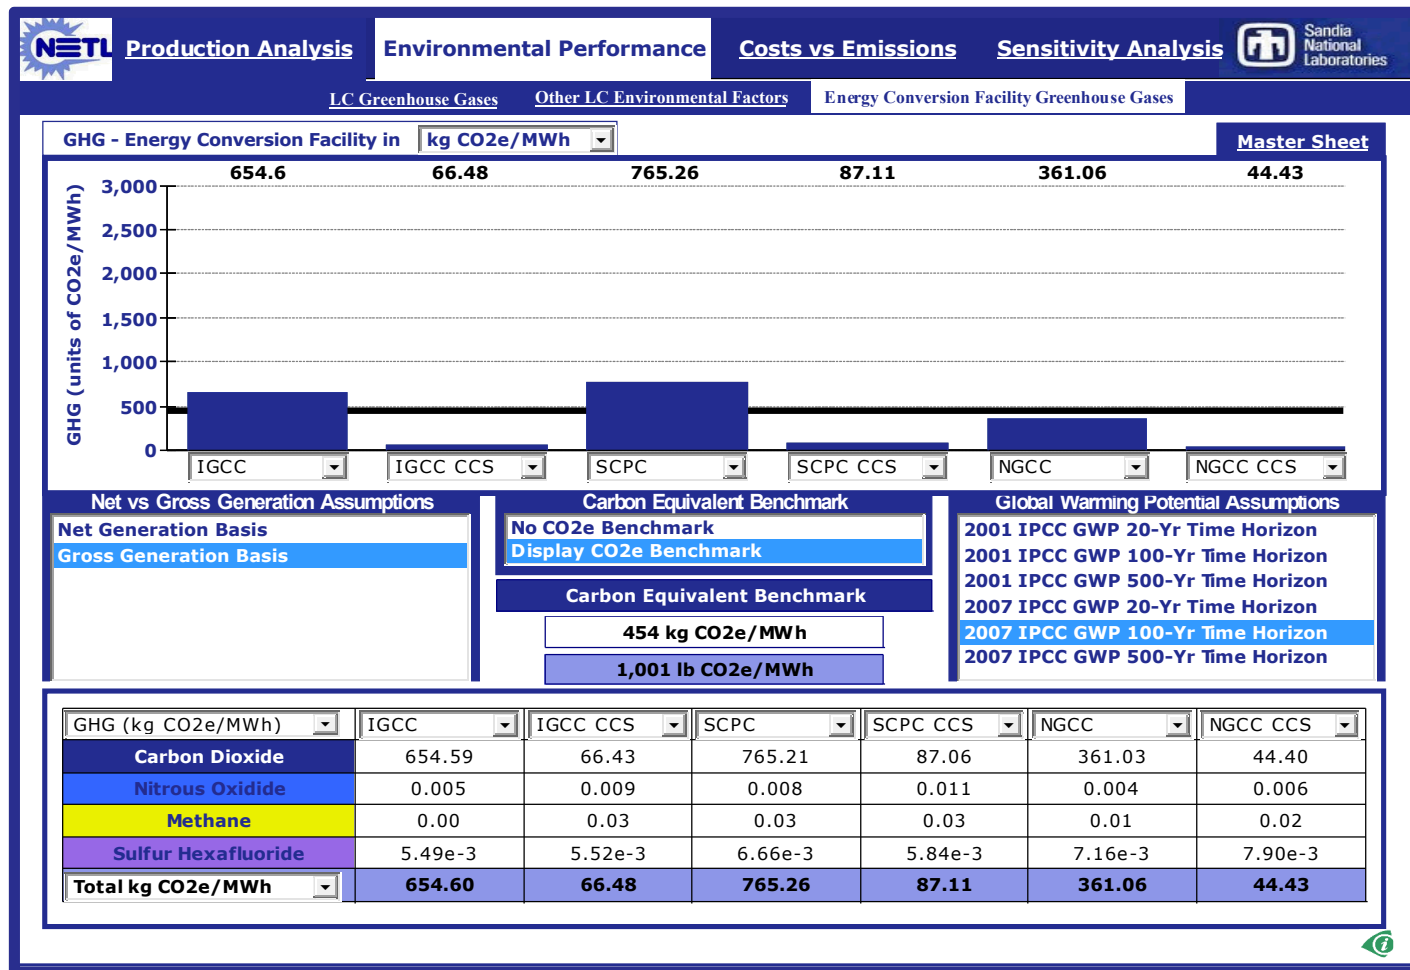 NETL Production Analysis Environmental Performance Costs vs Emissions Sensitivity Analysis Sandia National Laboratories
LC Greenhouse Gases Other LC Environmental Factors Energy Conversion Facility Greenhouse Gases
GHG - Energy Conversion Facility in kg CO2e/MWh Master Sheet
654.6 66.48 765.26 87.11 361.06 44.43
GHG (units of CO2e/MWh)
3,000
2,500
2,000
1,500
1,000
500
0
IGCC IGCC CCS SCPC SCPC CCS NGCC NGCC CCS
Net vs Gross Generation Assumptions
Net Generation Basis
Gross Generation Basis
Carbon Equivalent Benchmark
No CO2e Benchmark
Display CO2e Benchmark
Carbon Equivalent Benchmark
454 kg CO2e/MWh
1,001 lb CO2e/MWh
Global Warming Potential Assumptions
2001 IPCC GWP 20-Yr Time Horizon
2001 IPCC GWP 100-Yr Time Horizon
2001 IPCC GWP 500-Yr Time Horizon
2007 IPCC GWP 20-Yr Time Horizon
2007 IPCC GWP 100-Yr Time Horizon
2007 IPCC GWP 500-Yr Time Horizon
GHG (kg CO2e/MWh) IGCC IGCC CCS SCPC SCPC CCS NGCC NGCC CCS
Carbon Dioxide 654.59 66.43 765.21 87.06 361.03 44.40
Nitrous Oxidide 0.005 0.009 0.008 0.011 0.004 0.006
Methane 0.00 0.03 0.03 0.03 0.01 0.02
Sulfur Hexafluoride 5.49e-3 5.52e-3 6.66e-3 5.84e-3 7.16e-3 7.90e-3
Total kg CO2e/MWh 654.60 66.48 765.26 87.11 361.06 44.43